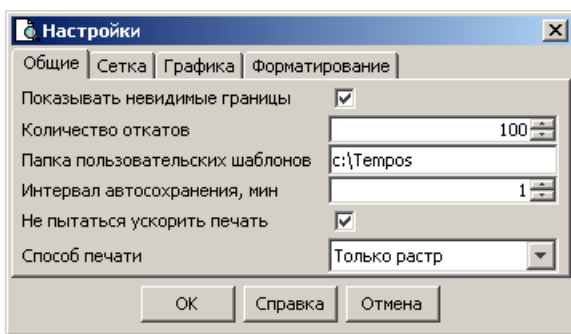 Настройки
Общие Сетка Графика Форматирование
Показывать невидимые границы
Количество откатов 100
Папка пользовательских шаблонов c:\Tempos
Интервал автосохранения, мин 1
Не пытаться ускорить печать
Способ печати Только растр
OK Справка Отмена